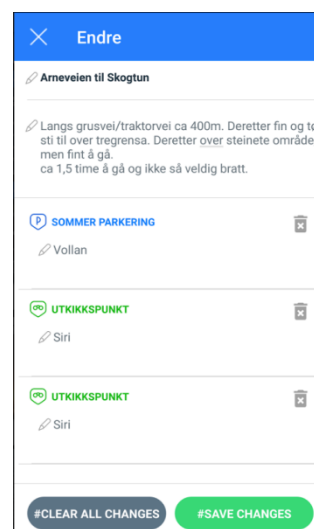 Endre
Arneveien til Skogtun
Langs grusvei/traktorvei ca 400m. Deretter fin og
sti til over tregrensa. Deretter over steinete område
men fint å gå.
ca 1,5 time å gå og ikke så veldig bratt.
SOMMER PARKERING
Vollan
UTKIKKSPUNKT
Siri
UTKIKKSPUNKT
Siri
#CLEAR ALL CHANGES
#SAVE CHANGES